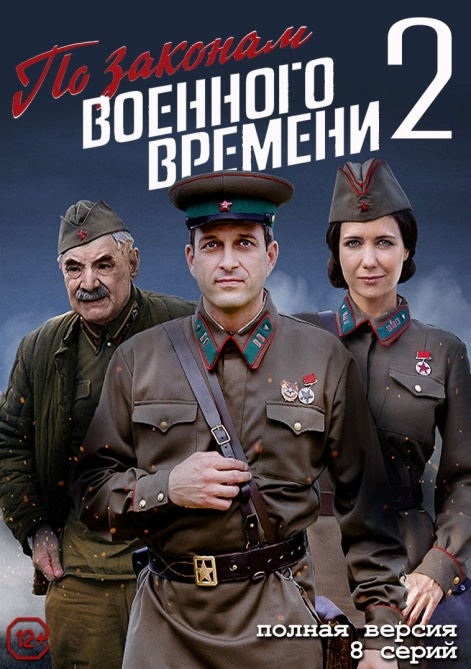 По законам
ВОЕННОГО
ВРЕМЕНИ 2
12+
полная версия
8 серий